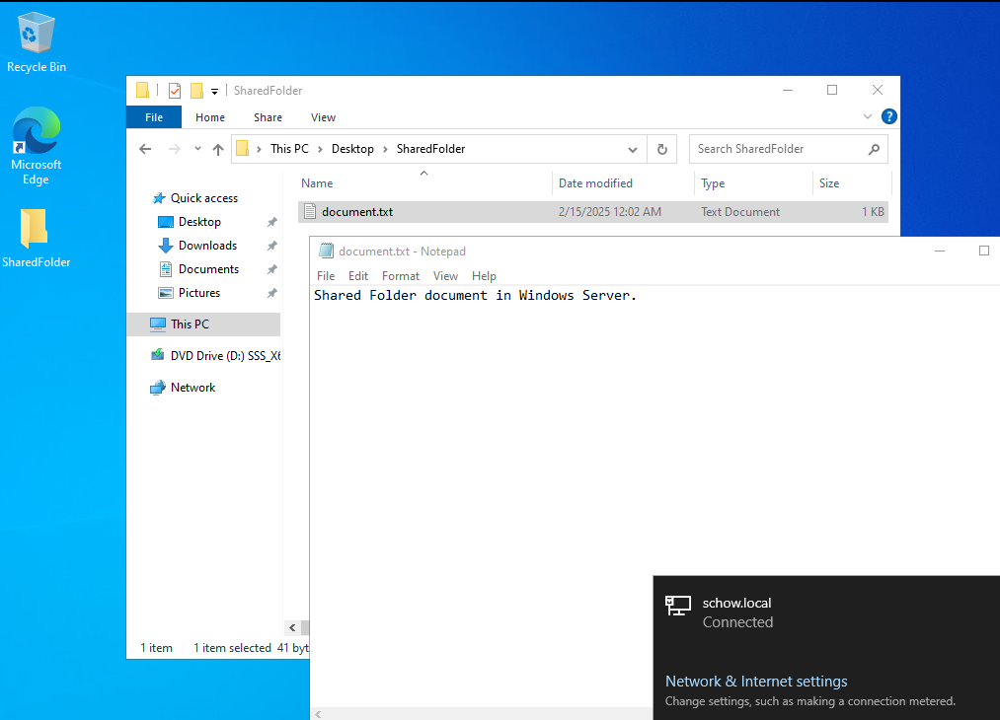 Recycle Bin
Microsoft
Edge
SharedFolder
SharedFolder
File Home Share View
This PC Desktop SharedFolder
Search SharedFolder
Name Date modified Type Size
document.txt 2/15/2025 12:02 AM Text Document 1 KB
Quick access
Desktop
Downloads
Documents
Pictures
This PC
DVD Drive (D:) SSS_X6
Network
1 item 1 item selected 41 byt
document.txt - Notepad
File Edit Format View Help
Shared Folder document in Windows Server.
schow.local
Connected
Network & Internet settings
Change settings, such as making a connection metered.